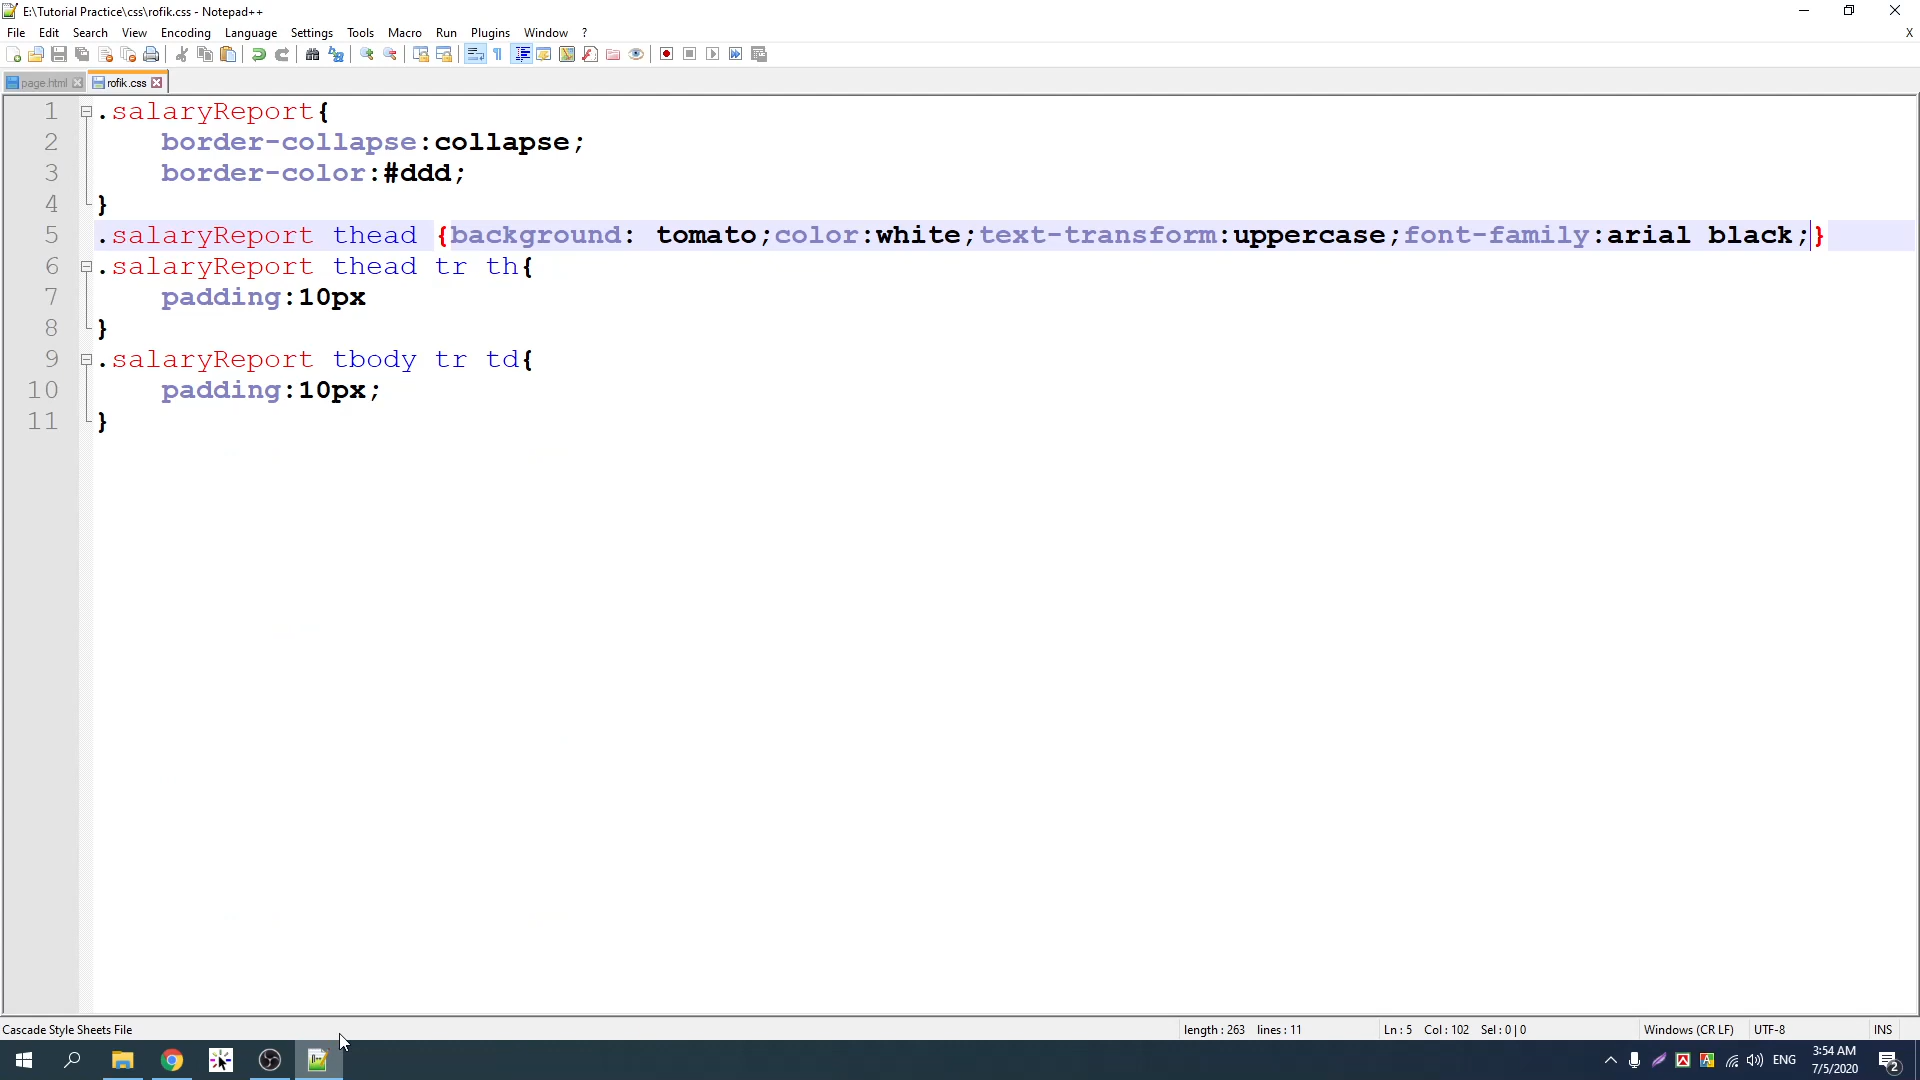 E:\Tutorial Practice\css\rofik.css - Notepad++
File Edit Search View Encoding Language Settings Tools Macro Run Plugins Window ? X
page.html rofik.css
1 .salaryReport{
2 border-collapse:collapse;
3 border-color:#ddd;
4 }
5 .salaryReport thead {background: tomato;color:white;text-transform:uppercase;font-family:arial black;}
6 .salaryReport thead tr th{
7 padding:10px
8 }
9 .salaryReport tbody tr td{
10 padding:10px;
11 }
Cascade Style Sheets File length : 263 lines : 11 Ln : 5 Col : 102 Sel : 0 | 0 Windows (CR LF) UTF-8 INS
ENG 3:54 AM 2
7/5/2020